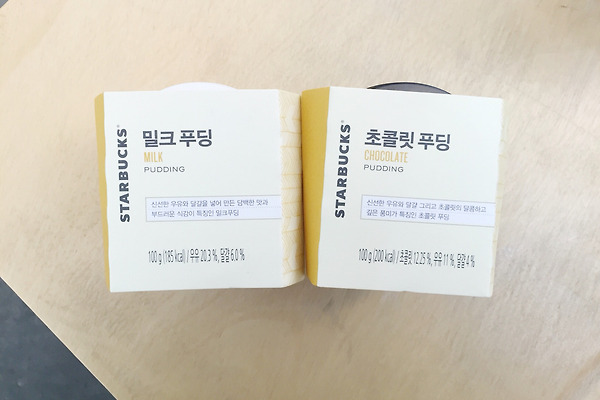 STARBUCKS®
밀크 푸딩
MILK
PUDDING
신선한 우유와 달걀을 넣어 만든 담백한 맛과
부드러운 식감이 특징인 밀크푸딩
100 g (185 kcal) / 우유 20.3 %, 달걀 6.0 %
STARBUCKS®
초콜릿 푸딩
CHOCOLATE
PUDDING
신선한 우유와 달걀 그리고 초콜릿의 달콤하고
깊은 풍미가 특징인 초콜릿 푸딩
100 g (200 kcal) / 초콜릿 12.25 %, 우유 11 %, 달걀 4 %